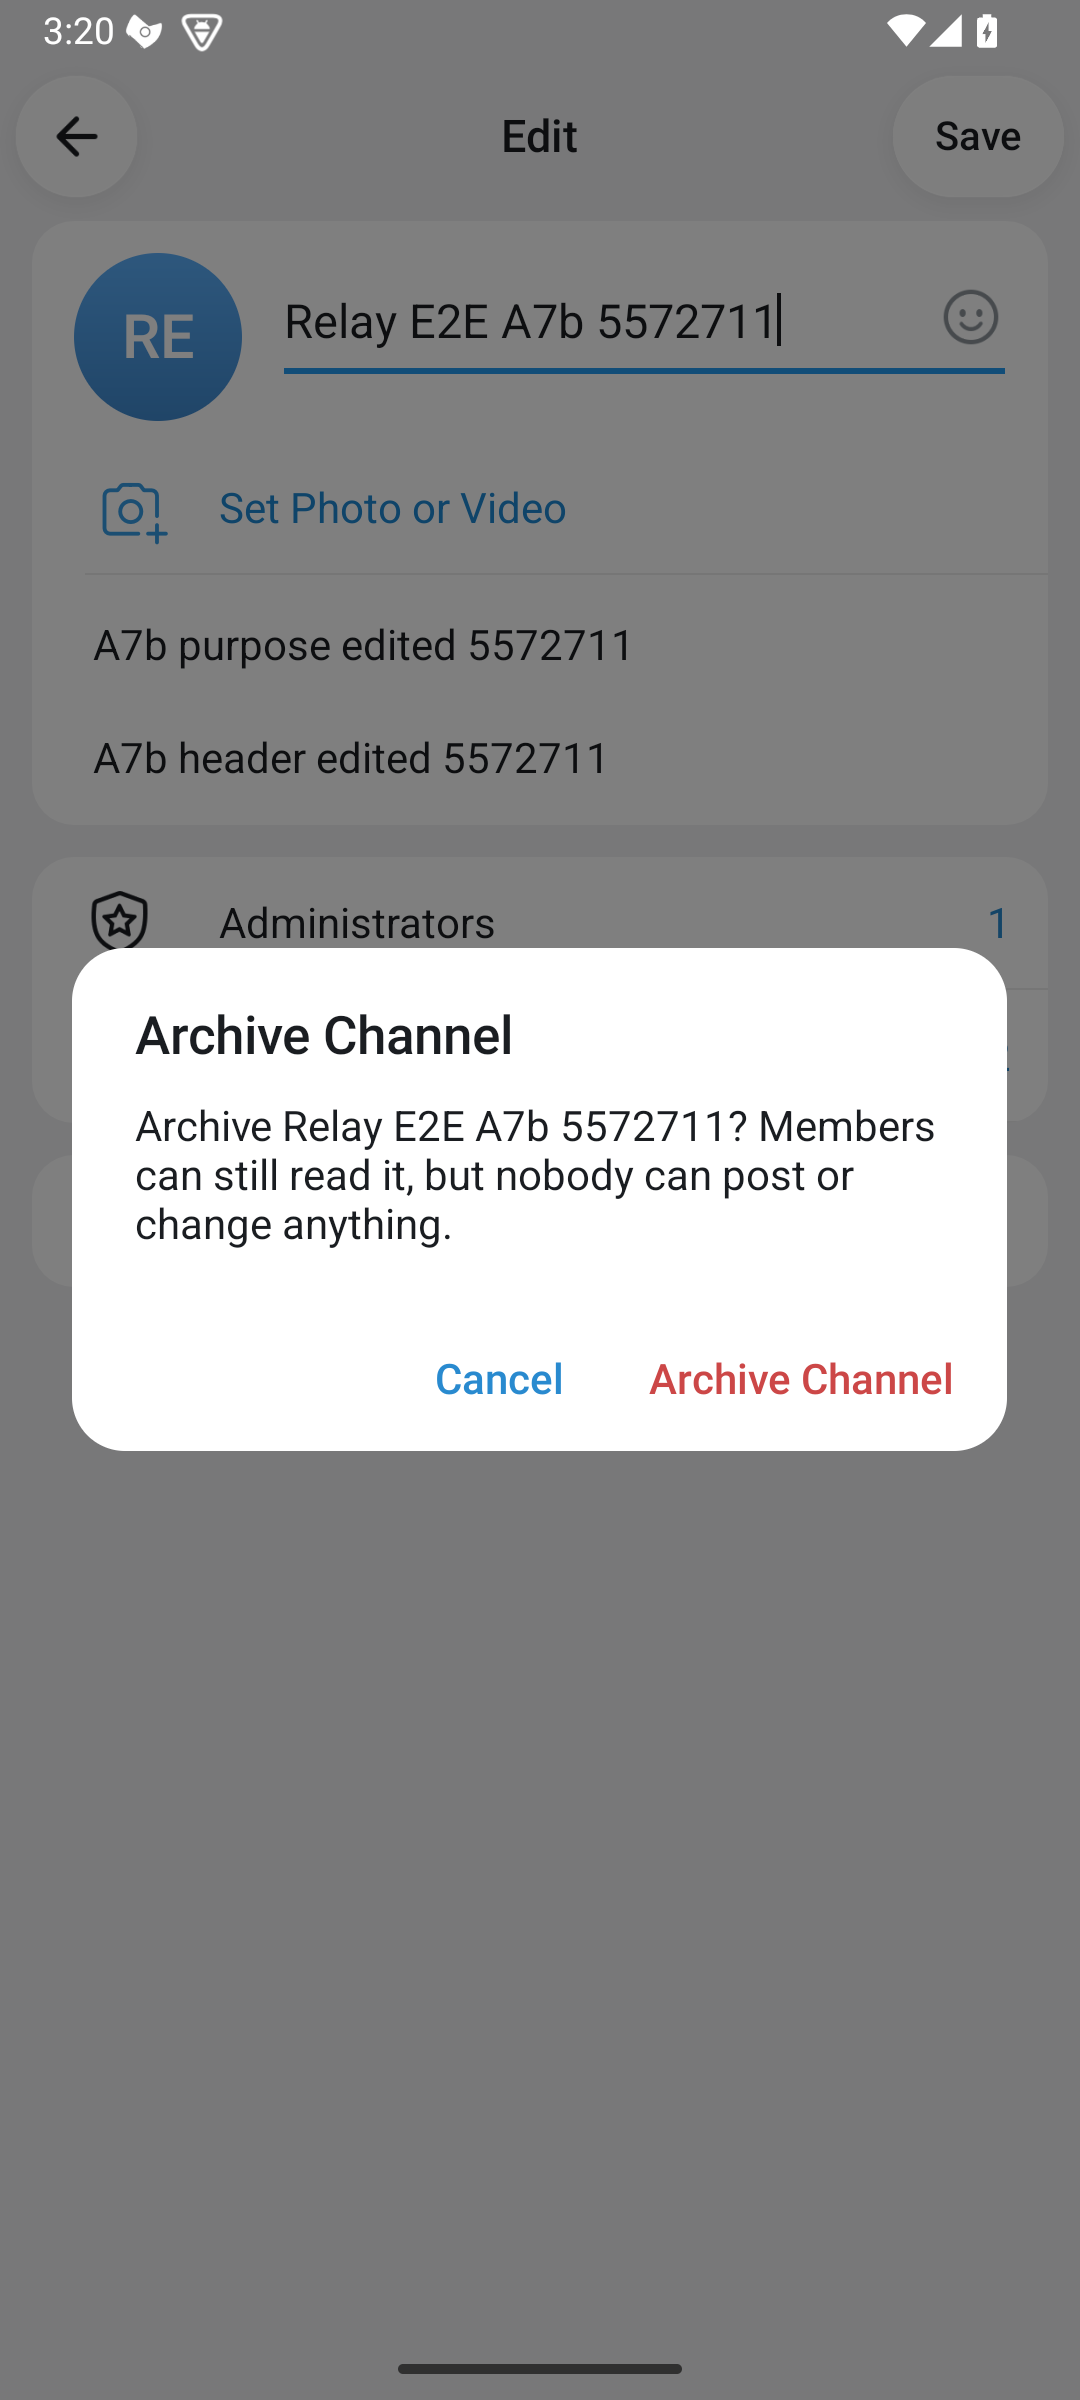 3:20
Edit
Save
RE
Relay E2E A7b 5572711
Set Photo or Video
A7b purpose edited 5572711
A7b header edited 5572711
Administrators
1
Archive Channel
Archive Relay E2E A7b 5572711? Members
can still read it, but nobody can post or
change anything.
Cancel
Archive Channel